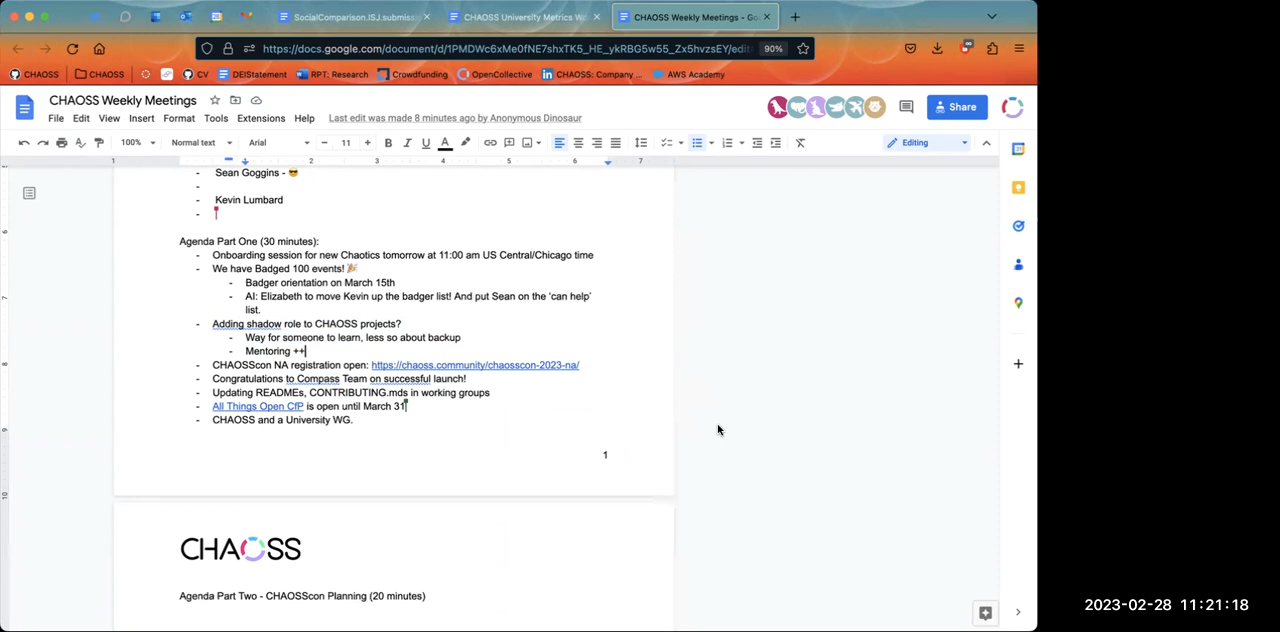 SocialComparison.ISJ.submiss
CHAOSS University Metrics W
CHAOSS Weekly Meetings - Go
https://docs.google.com/document/d/1PMDWc6xMe0fNE7shxTK5_HE_ykRBG5w55_Zx5hvzsEY/edi
90%
CHAOSS
CHAOSS
CV
DEIStatement
RPT: Research
Crowdfunding
OpenCollective
CHAOSS: Company ...
AWS Academy
CHAOSS Weekly Meetings
File Edit View Insert Format Tools Extensions Help
Last edit was made 8 minutes ago by Anonymous Dinosaur
Share
100% Normal text Arial 11
Editing
1 2 3 4 5 6 7
- Sean Goggins - 😎
-
- Kevin Lumbard
-
Agenda Part One (30 minutes):
- Onboarding session for new Chaotics tomorrow at 11:00 am US Central/Chicago time
- We have Badged 100 events! 🎉
- Badger orientation on March 15th
- AI: Elizabeth to move Kevin up the badger list! And put Sean on the 'can help'
list.
- Adding shadow role to CHAOSS projects?
- Way for someone to learn, less so about backup
- Mentoring ++
- CHAOSScon NA registration open: https://chaoss.community/chaosscon-2023-na/
- Congratulations to Compass Team on successful launch!
- Updating READMEs, CONTRIBUTING.mds in working groups
- All Things Open CfP is open until March 31
- CHAOSS and a University WG.
1
CHAOSS
Agenda Part Two - CHAOSScon Planning (20 minutes)
2023-02-28 11:21:18